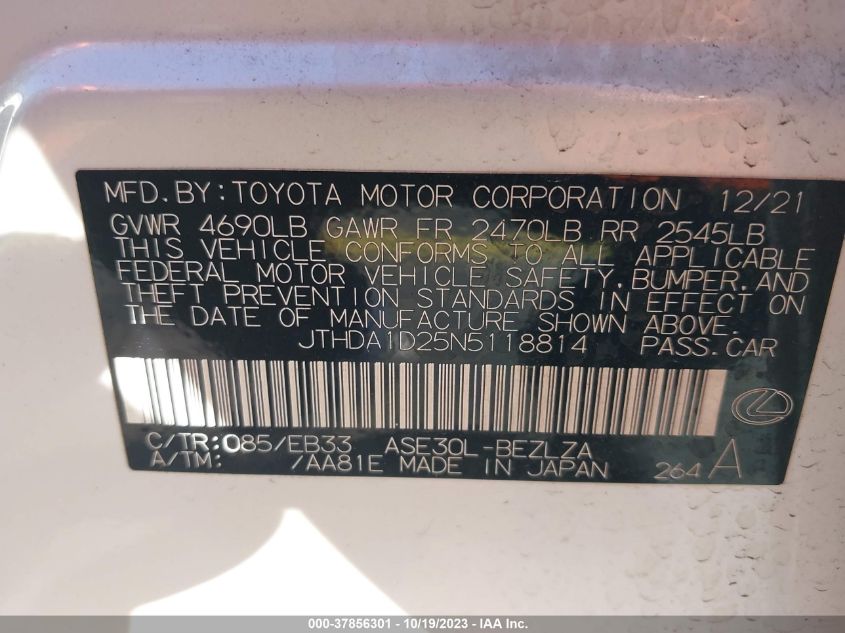 MFD.BY:TOYOTA MOTOR CORPORATION 12/21
GVWR 4690LB GAWR FR 2470LB RR 2545LB
THIS VEHICLE CONFORMS TO ALL APPLICABLE
FEDERAL MOTOR VEHICLE SAFETY,BUMPER,AND
THEFT PREVENTION STANDARDS IN EFFECT ON
THE DATE OF MANUFACTURE SHOWN ABOVE.
JTHDA1D25N5118814 PASS.CAR
C/TR:085/EB33 ASE30L-BEZLZA
A/TM: /AA81E MADE IN JAPAN 264 A
000-37856301 - 10/19/2023 - IAA Inc.